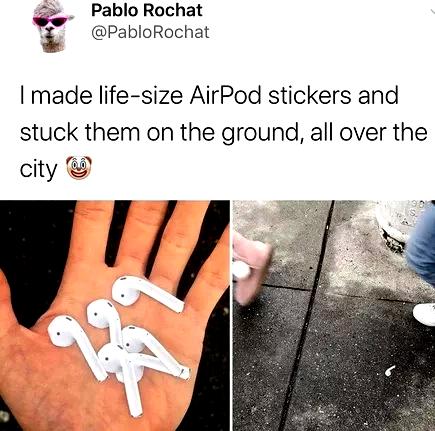 Pablo Rochat
@PabloRochat
I made life-size AirPod stickers and
stuck them on the ground, all over the
city 🤡